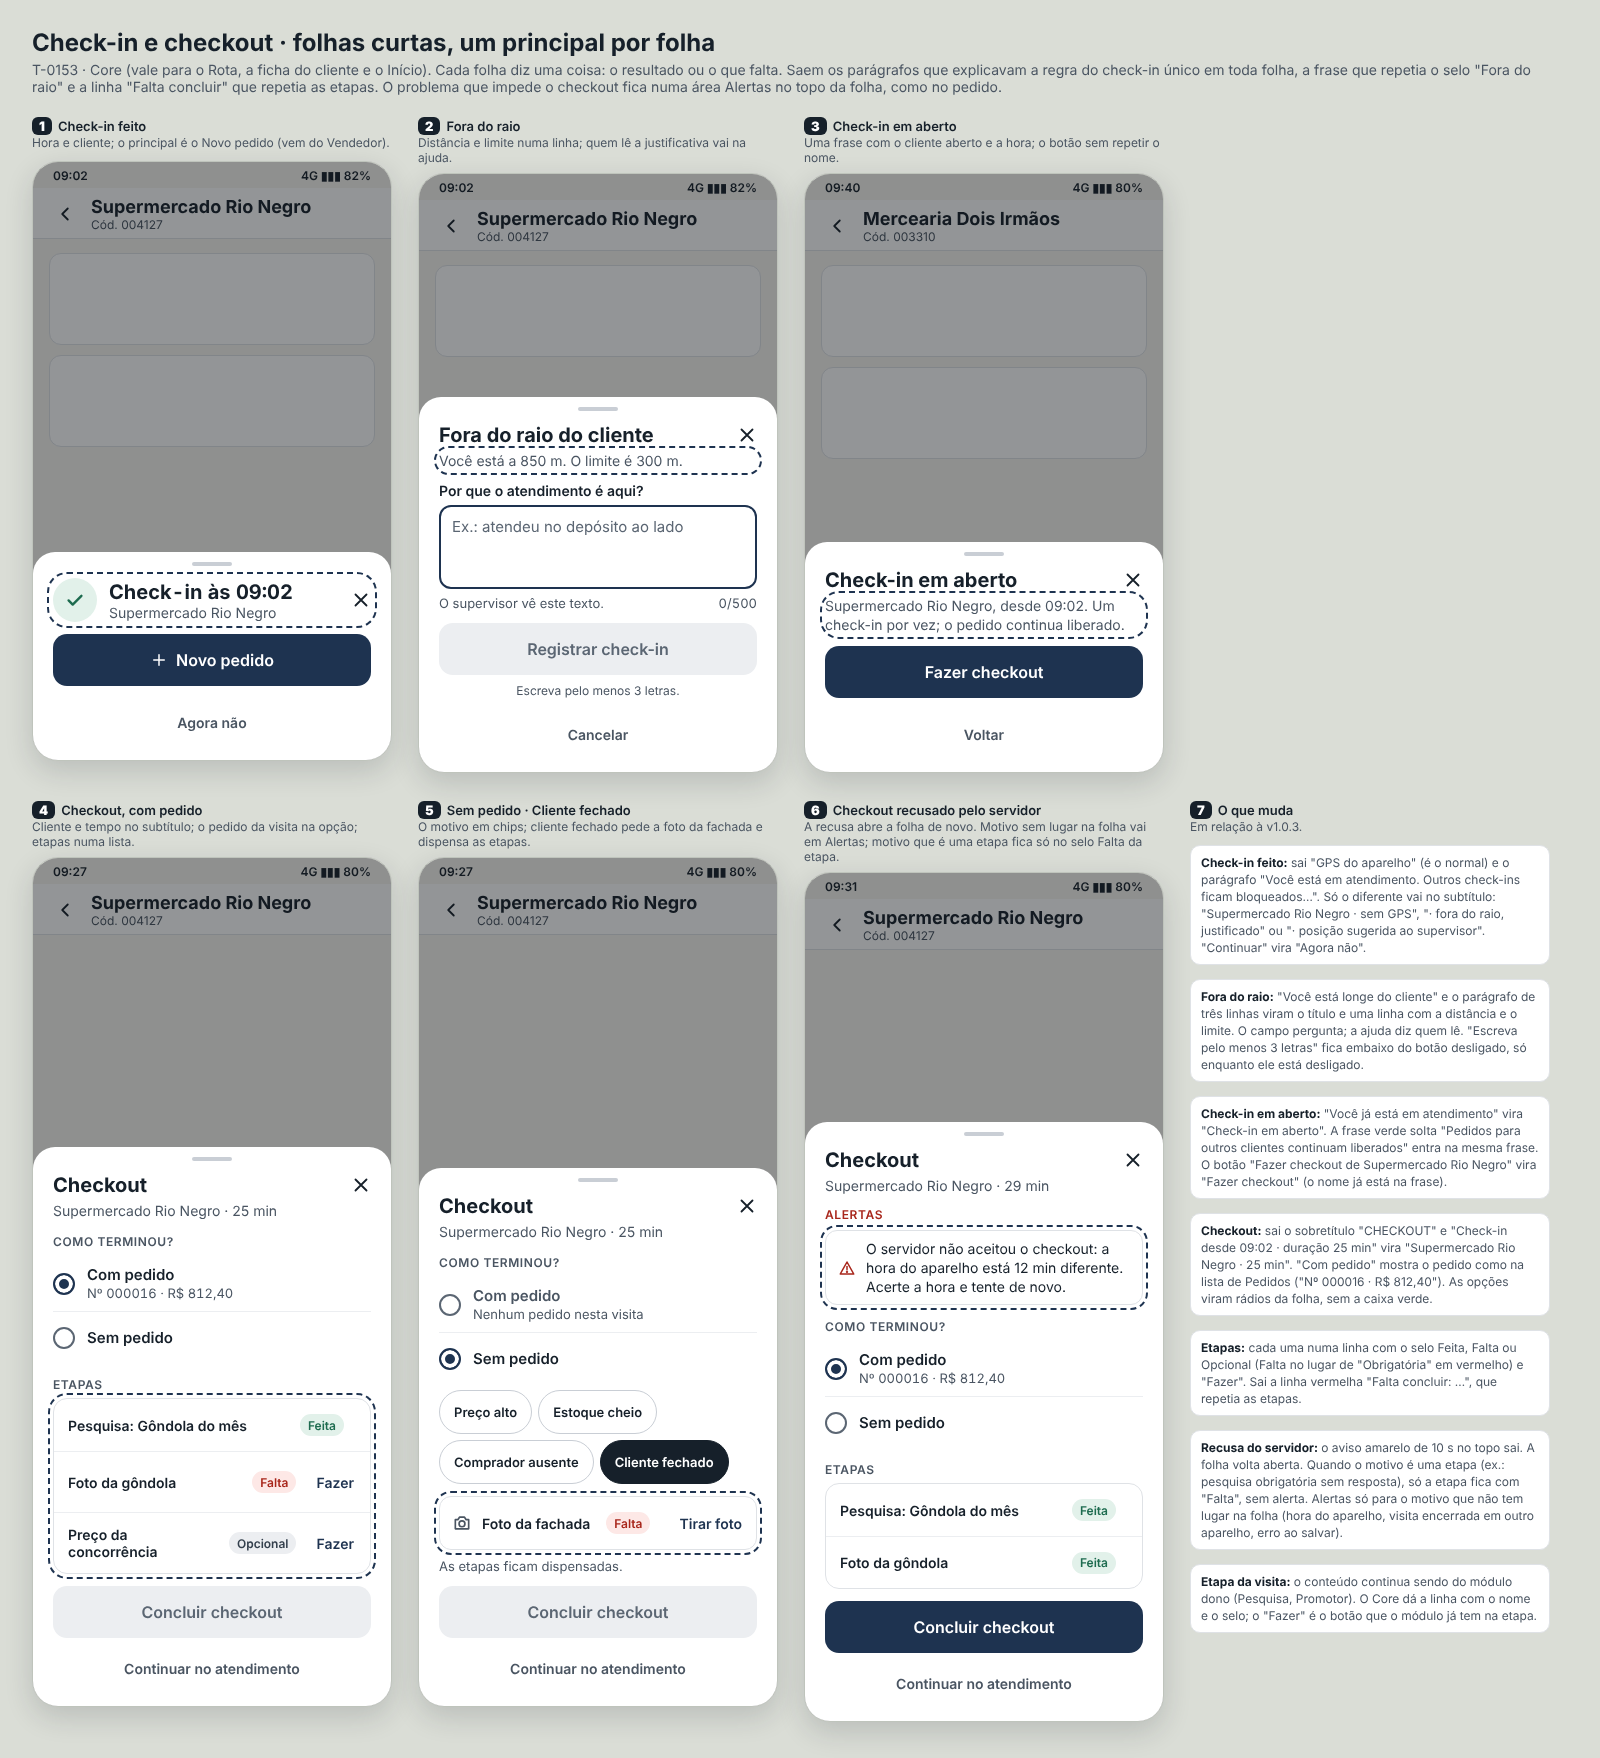 Check-in e checkout · folhas curtas, um principal por folha
T-0153 · Core (vale para o Rota, a ficha do cliente e o Início). Cada folha diz uma coisa: o resultado ou o que falta. Saem os parágrafos que explicavam a regra do check-in único em toda folha, a frase que repetia o selo "Fora do
raio" e a linha "Falta concluir" que repetia as etapas. O problema que impede o checkout fica numa área Alertas no topo da folha, como no pedido.
1 Check-in feito
Hora e cliente; o principal é o Novo pedido (vem do Vendedor).
09:02
4G 82%
Supermercado Rio Negro
Cód. 004127
Check-in às 09:02
Supermercado Rio Negro
Novo pedido
Agora não
2 Fora do raio
Distância e limite numa linha; quem lê a justificativa vai na
ajuda.
09:02
4G 82%
Supermercado Rio Negro
Cód. 004127
Fora do raio do cliente
Você está a 850 m. O limite é 300 m.
Por que o atendimento é aqui?
Ex.: atendeu no depósito ao lado
O supervisor vê este texto.
0/500
Registrar check-in
Escreva pelo menos 3 letras.
Cancelar
3 Check-in em aberto
Uma frase com o cliente aberto e a hora; o botão sem repetir o
nome.
09:40
4G 80%
Mercearia Dois Irmãos
Cód. 003310
Check-in em aberto
Supermercado Rio Negro, desde 09:02. Um
check-in por vez; o pedido continua liberado.
Fazer checkout
Voltar
4 Checkout, com pedido
Cliente e tempo no subtítulo; o pedido da visita na opção;
etapas numa lista.
09:27
4G 80%
Supermercado Rio Negro
Cód. 004127
Checkout
Supermercado Rio Negro · 25 min
COMO TERMINOU?
Com pedido
Nº 000016 · R$ 812,40
Sem pedido
ETAPAS
Pesquisa: Gôndola do mês
Feita
Foto da gôndola
Falta
Fazer
Preço da
concorrência
Opcional
Fazer
Concluir checkout
Continuar no atendimento
5 Sem pedido · Cliente fechado
O motivo em chips; cliente fechado pede a foto da fachada e
dispensa as etapas.
09:27
4G 80%
Supermercado Rio Negro
Cód. 004127
Checkout
Supermercado Rio Negro · 25 min
COMO TERMINOU?
Com pedido
Nenhum pedido nesta visita
Sem pedido
Preço alto
Estoque cheio
Comprador ausente
Cliente fechado
Foto da fachada
Falta
Tirar foto
As etapas ficam dispensadas.
Concluir checkout
Continuar no atendimento
6 Checkout recusado pelo servidor
A recusa abre a folha de novo. Motivo sem lugar na folha vai
em Alertas; motivo que é uma etapa fica só no selo Falta da
etapa.
09:31
4G 80%
Supermercado Rio Negro
Cód. 004127
Checkout
Supermercado Rio Negro · 29 min
ALERTAS
O servidor não aceitou o checkout: a
hora do aparelho está 12 min diferente.
Acerte a hora e tente de novo.
COMO TERMINOU?
Com pedido
Nº 000016 · R$ 812,40
Sem pedido
ETAPAS
Pesquisa: Gôndola do mês
Feita
Foto da gôndola
Feita
Concluir checkout
Continuar no atendimento
7 O que muda
Em relação à v1.0.3.
Check-in feito: sai "GPS do aparelho" (é o normal) e o
parágrafo "Você está em atendimento. Outros check-ins
ficam bloqueados…". Só o diferente vai no subtítulo:
"Supermercado Rio Negro · sem GPS", "· fora do raio,
justificado" ou "· posição sugerida ao supervisor".
"Continuar" vira "Agora não".
Fora do raio: "Você está longe do cliente" e o parágrafo de
três linhas viram o título e uma linha com a distância e o
limite. O campo pergunta; a ajuda diz quem lê. "Escreva
pelo menos 3 letras" fica embaixo do botão desligado, só
enquanto ele está desligado.
Check-in em aberto: "Você já está em atendimento" vira
"Check-in em aberto". A frase verde solta "Pedidos para
outros clientes continuam liberados" entra na mesma frase.
O botão "Fazer checkout de Supermercado Rio Negro" vira
"Fazer checkout" (o nome já está na frase).
Checkout: sai o sobretítulo "CHECKOUT" e "Check-in
desde 09:02 · duração 25 min" vira "Supermercado Rio
Negro · 25 min". "Com pedido" mostra o pedido como na
lista de Pedidos ("Nº 000016 · R$ 812,40"). As opções
viram rádios da folha, sem a caixa verde.
Etapas: cada uma numa linha com o selo Feita, Falta ou
Opcional (Falta no lugar de "Obrigatória" em vermelho) e
"Fazer". Sai a linha vermelha "Falta concluir: …", que
repetia as etapas.
Recusa do servidor: o aviso amarelo de 10 s no topo sai. A
folha volta aberta. Quando o motivo é uma etapa (ex.:
pesquisa obrigatória sem resposta), só a etapa fica com
"Falta", sem alerta. Alertas só para o motivo que não tem
lugar na folha (hora do aparelho, visita encerrada em outro
aparelho, erro ao salvar).
Etapa da visita: o conteúdo continua sendo do módulo
dono (Pesquisa, Promotor). O Core dá a linha com o nome
e o selo; o "Fazer" é o botão que o módulo já tem na etapa.